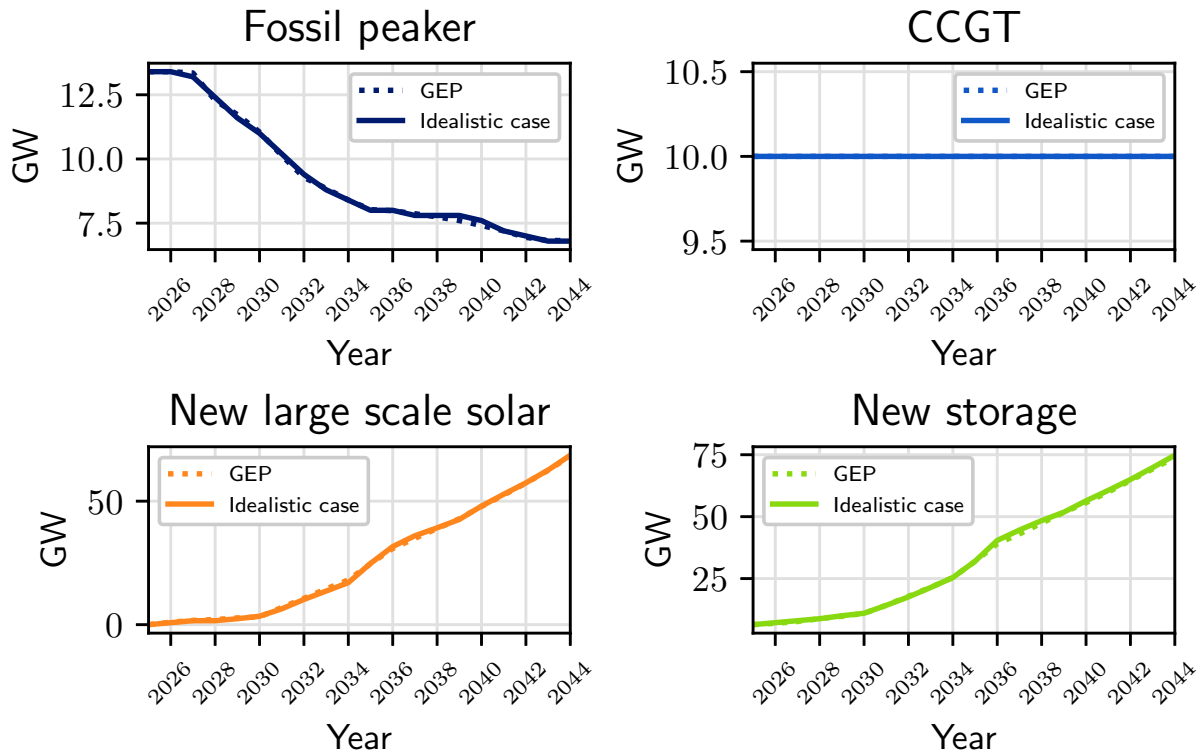 Fossil peaker
GW
12.5
10.0
7.5
GEP
Idealistic case
2026 2028 2030 2032 2034 2036 2038 2040 2042 2044
Year
CCGT
GW
10.5
10.0
9.5
GEP
Idealistic case
2026 2028 2030 2032 2034 2036 2038 2040 2042 2044
Year
New large scale solar
GW
50
0
GEP
Idealistic case
2026 2028 2030 2032 2034 2036 2038 2040 2042 2044
Year
New storage
GW
75
50
25
GEP
Idealistic case
2026 2028 2030 2032 2034 2036 2038 2040 2042 2044
Year